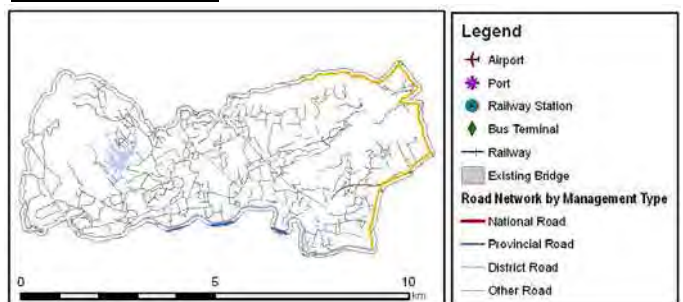 0 5 10
km
Legend
Airport
Port
Railway Station
Bus Terminal
Railway
Existing Bridge
Road Network by Management Type
National Road
Provincial Road
District Road
Other Road